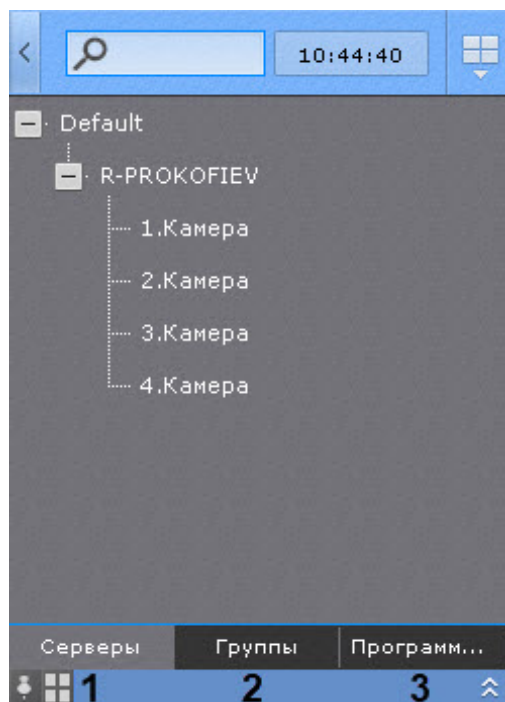 10:44:40
Default
R-PROKOFIEV
1.Камера
2.Камера
3.Камера
4.Камера
Серверы Группы Программ...
1 2 3